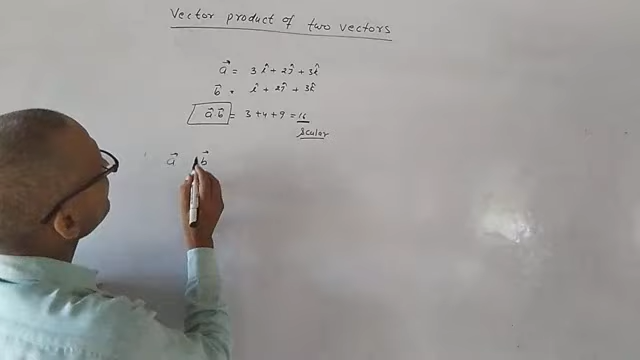 Vector product of two vectors
a⃗ = 3î + 2ĵ + 3k̂
b⃗ = î + 2ĵ + 3k̂
a⃗ b⃗ = 3 + 4 + 9 = 16
Scalar
a⃗ b⃗